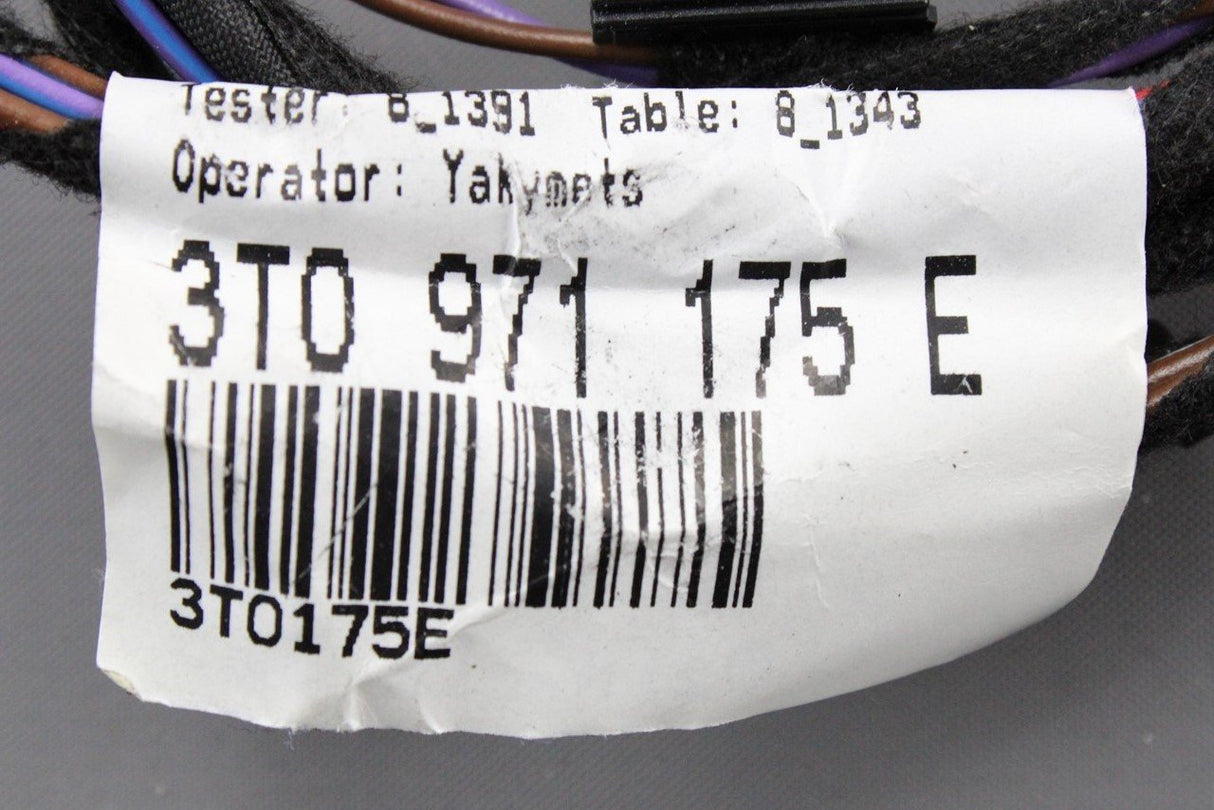 Tester: 8_1391 Table: 8_1343
Operator: Yakymets
3T0 971 175 E
3T0175E